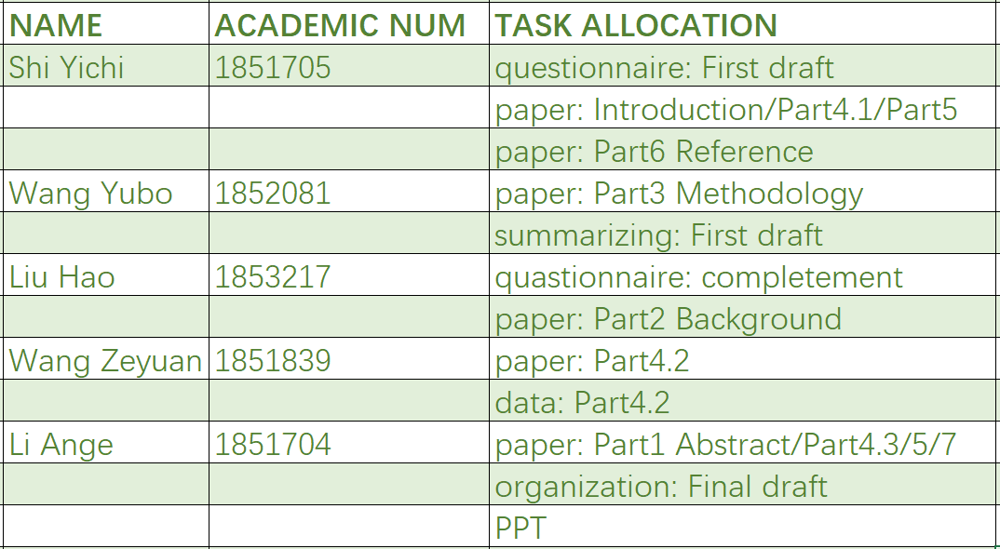 NAME ACADEMIC NUM TASK ALLOCATION
Shi Yichi 1851705 questionnaire: First draft
paper: Introduction/Part4.1/Part5
paper: Part6 Reference
Wang Yubo 1852081 paper: Part3 Methodology
summarizing: First draft
Liu Hao 1853217 quastionnaire: completement
paper: Part2 Background
Wang Zeyuan 1851839 paper: Part4.2
data: Part4.2
Li Ange 1851704 paper: Part1 Abstract/Part4.3/5/7
organization: Final draft
PPT